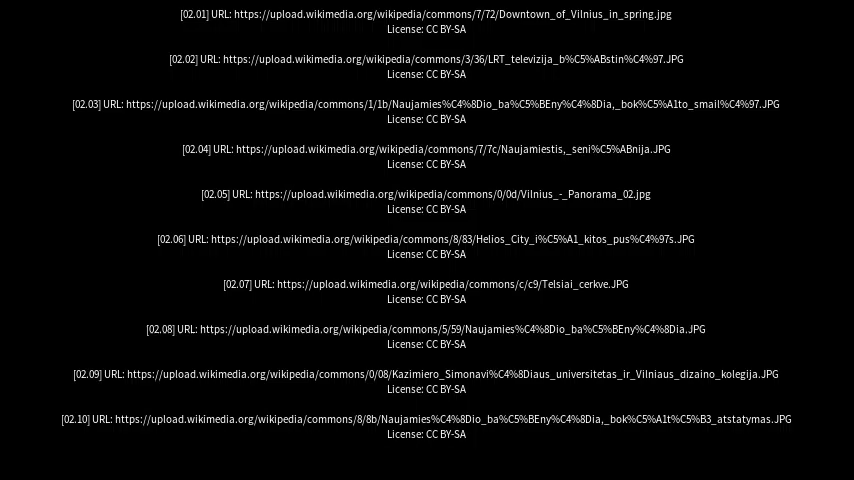 [02.01] URL: https://upload.wikimedia.org/wikipedia/commons/7/72/Downtown_of_Vilnius_in_spring.jpg
License: CC BY-SA
[02.02] URL: https://upload.wikimedia.org/wikipedia/commons/3/36/LRT_televizija_b%C5%ABstin%C4%97.JPG
License: CC BY-SA
[02.03] URL: https://upload.wikimedia.org/wikipedia/commons/1/1b/Naujamies%C4%8Dio_ba%C5%BEny%C4%8Dia,_bok%C5%A1to_smail%C4%97.JPG
License: CC BY-SA
[02.04] URL: https://upload.wikimedia.org/wikipedia/commons/7/7c/Naujamiestis,_seni%C5%ABnija.JPG
License: CC BY-SA
[02.05] URL: https://upload.wikimedia.org/wikipedia/commons/0/0d/Vilnius_-_Panorama_02.jpg
License: CC BY-SA
[02.06] URL: https://upload.wikimedia.org/wikipedia/commons/8/83/Helios_City_i%C5%A1_kitos_pus%C4%97s.JPG
License: CC BY-SA
[02.07] URL: https://upload.wikimedia.org/wikipedia/commons/c/c9/Telsiai_cerkve.JPG
License: CC BY-SA
[02.08] URL: https://upload.wikimedia.org/wikipedia/commons/5/59/Naujamies%C4%8Dio_ba%C5%BEny%C4%8Dia.JPG
License: CC BY-SA
[02.09] URL: https://upload.wikimedia.org/wikipedia/commons/0/08/Kazimiero_Simonavi%C4%8Diaus_universitetas_ir_Vilniaus_dizaino_kolegija.JPG
License: CC BY-SA
[02.10] URL: https://upload.wikimedia.org/wikipedia/commons/8/8b/Naujamies%C4%8Dio_ba%C5%BEny%C4%8Dia,_bok%C5%A1t%C5%B3_atstatymas.JPG
License: CC BY-SA